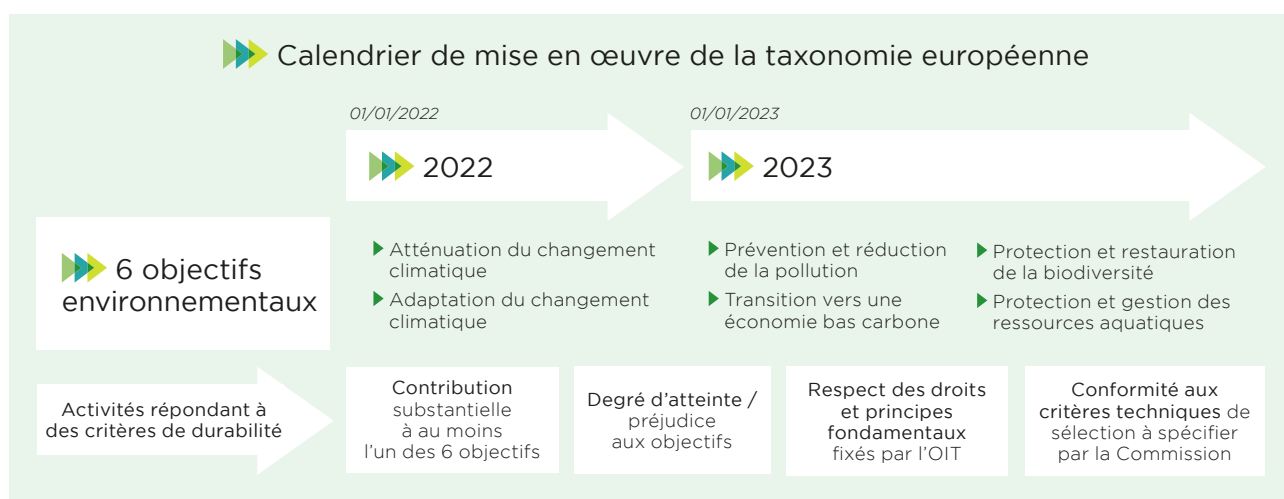 Calendrier de mise en œuvre de la taxonomie européenne
01/01/2022
01/01/2023
2022
2023
6 objectifs
environnementaux
Atténuation du changement
climatique
Adaptation du changement
climatique
Prévention et réduction
de la pollution
Transition vers une
économie bas carbone
Protection et restauration
de la biodiversité
Protection et gestion des
ressources aquatiques
Activités répondant à
des critères de durabilité
Contribution
substantielle
à au moins
l'un des 6 objectifs
Degré d'atteinte /
préjudice
aux objectifs
Respect des droits
et principes
fondamentaux
fixés par l'OIT
Conformité aux
critères techniques de
sélection à spécifier
par la Commission